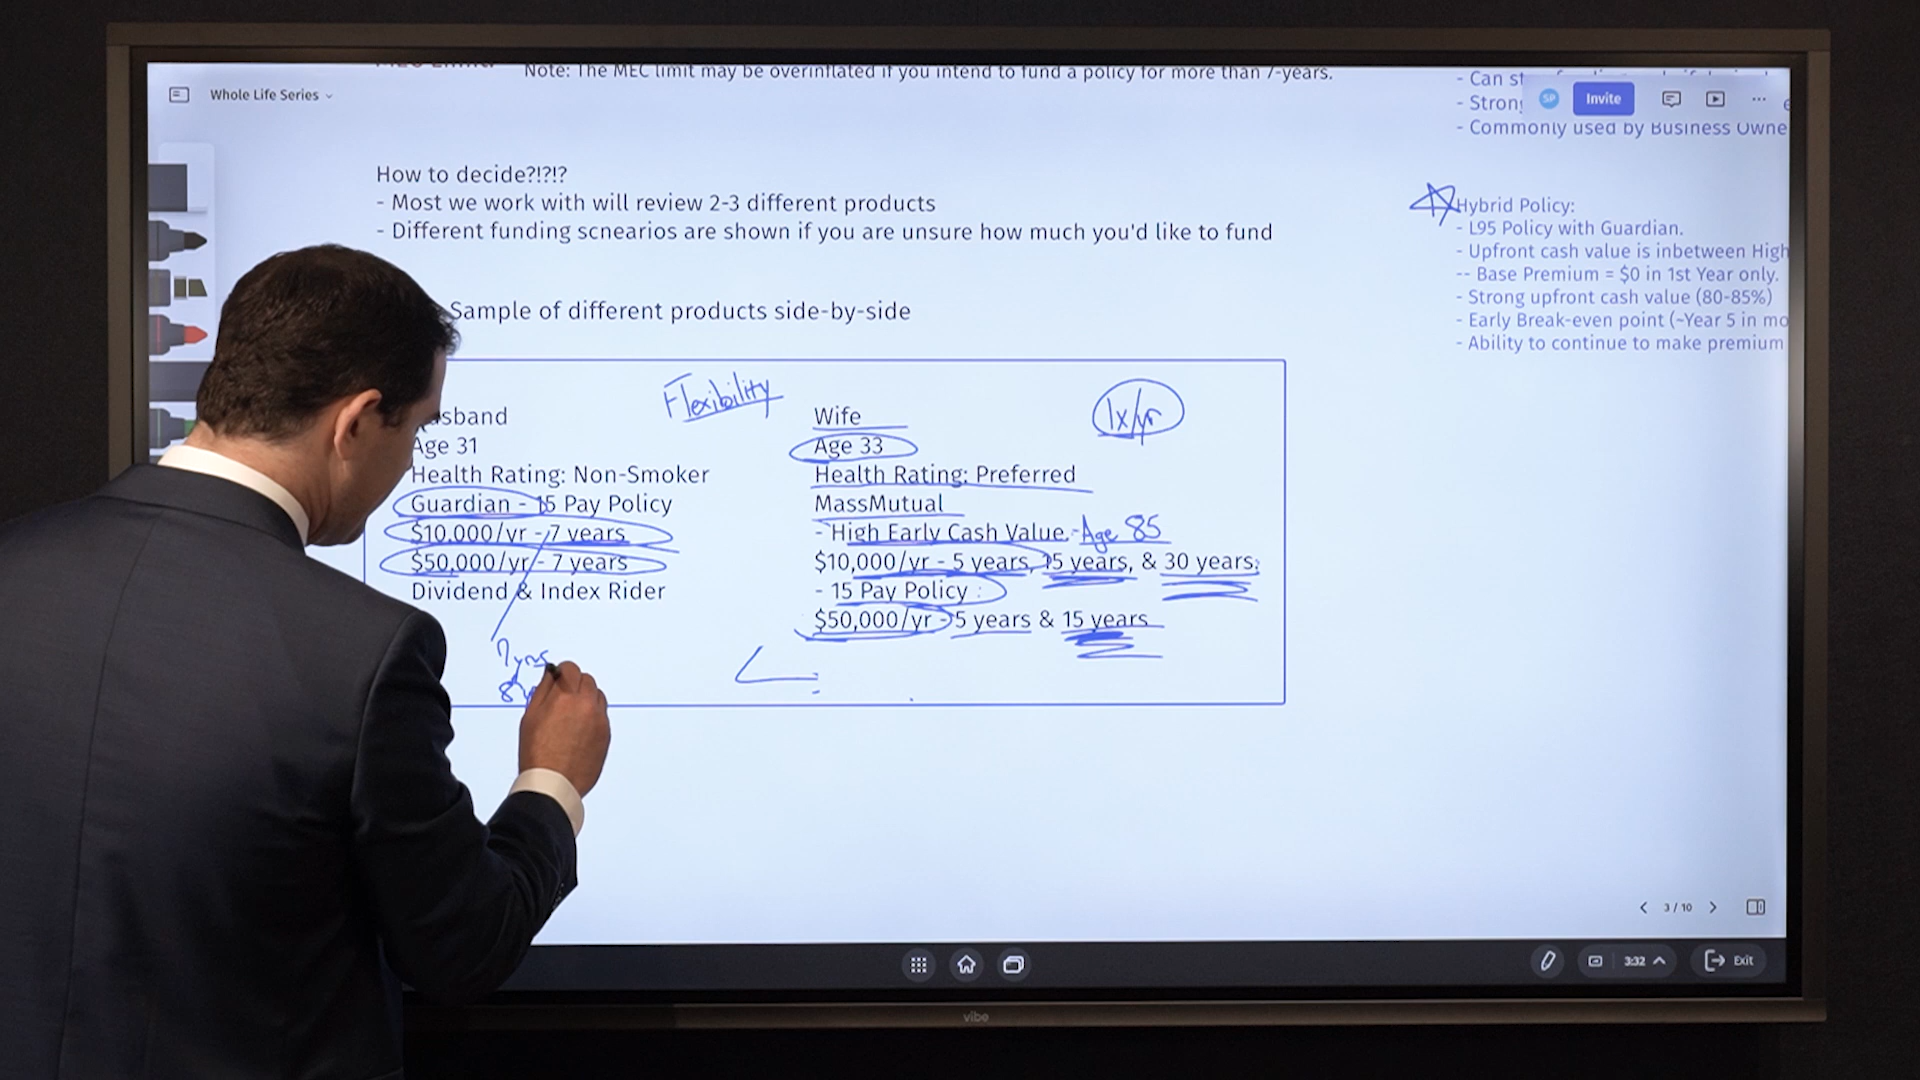 Note: The MEC limit may be overinflated if you intend to fund a policy for more than 7-years.
Whole Life Series
- Can st
- Strong
Invite
SP
- Commonly used by Business Owne
How to decide?!?!?
- Most we work with will review 2-3 different products
- Different funding scnearios are shown if you are unsure how much you'd like to fund
Hybrid Policy:
- L95 Policy with Guardian.
- Upfront cash value is inbetween High
-- Base Premium = $0 in 1st Year only.
- Strong upfront cash value (80-85%)
- Early Break-even point (~Year 5 in mo
- Ability to continue to make premium
Sample of different products side-by-side
Flexibility
1x/yr
sband
Age 31
Health Rating: Non-Smoker
Guardian - 15 Pay Policy
$10,000/yr - 7 years
$50,000/yr - 7 years
Dividend & Index Rider
7yrs
8
Wife
Age 33
Health Rating: Preferred
MassMutual
- High Early Cash Value - Age 85
$10,000/yr - 5 years, 15 years, & 30 years:
- 15 Pay Policy :
$50,000/yr - 5 years & 15 years
3 / 10
3:32
Exit
vibe